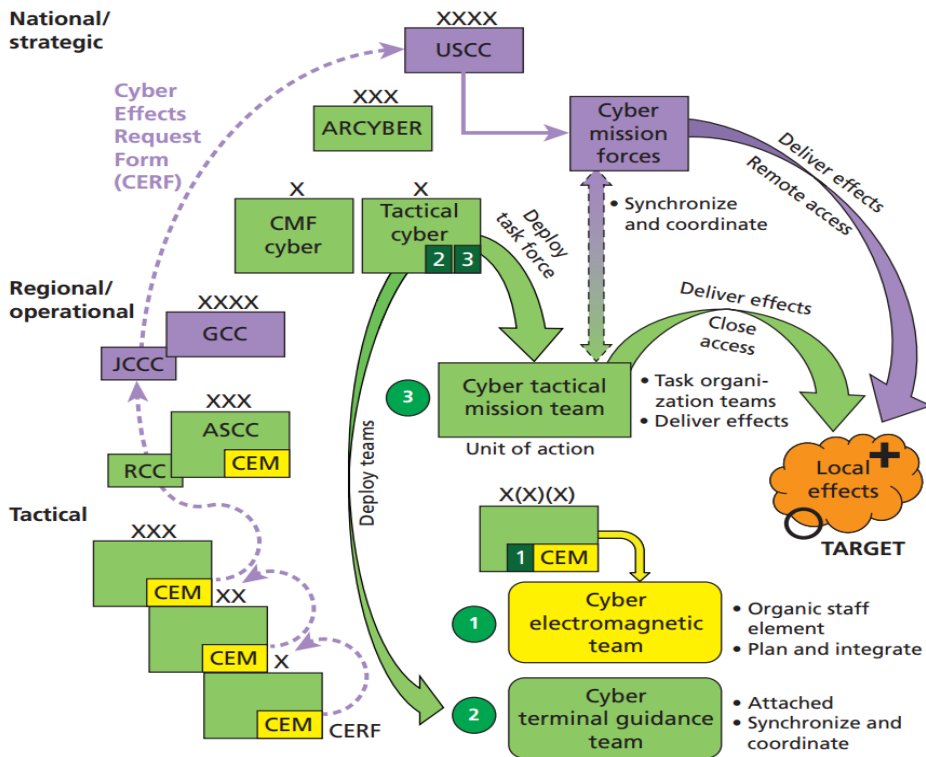 National/
strategic
XXXX
USCC
Cyber
Effects
Request
Form
(CERF)
XXX
ARCYBER
Cyber
mission
forces
Deliver effects
Remote access
X
CMF
cyber
X
Tactical
cyber
2 3
Deploy
task force
• Synchronize
and coordinate
Regional/
operational
XXXX
GCC
JCCC
Deliver effects
Close
access
3
Cyber tactical
mission team
Unit of action
• Task organi-
zation teams
• Deliver effects
XXX
ASCC
CEM
RCC
Deploy teams
Local
effects
TARGET
Tactical
XXX
CEM
XX
CEM
X
CEM
CERF
X(X)(X)
1 CEM
1
Cyber
electromagnetic
team
• Organic staff
element
• Plan and integrate
2
Cyber
terminal guidance
team
• Attached
• Synchronize and
coordinate